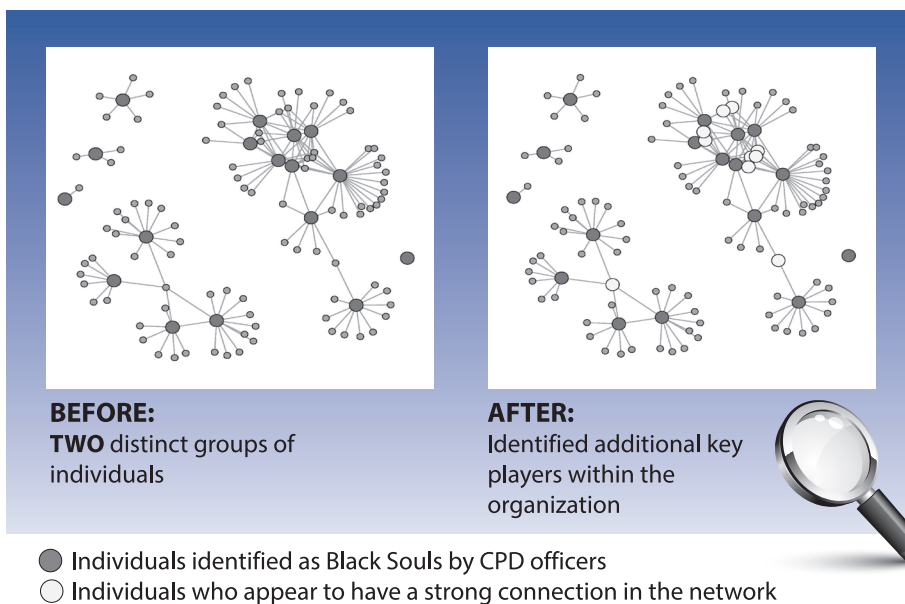 BEFORE:
TWO distinct groups of
individuals
AFTER:
Identified additional key
players within the
organization
Individuals identified as Black Souls by CPD officers
Individuals who appear to have a strong connection in the network